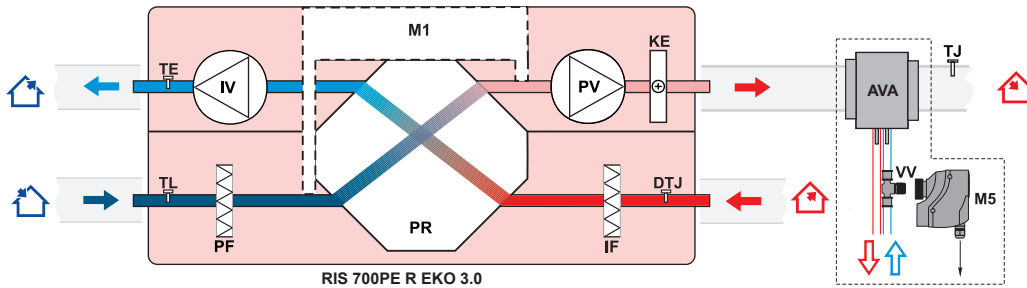 M1
KE
TE
IV
PV
TJ
AVA
TL
DTJ
VV
M5
PF
PR
IF
RIS 700PE R EKO 3.0